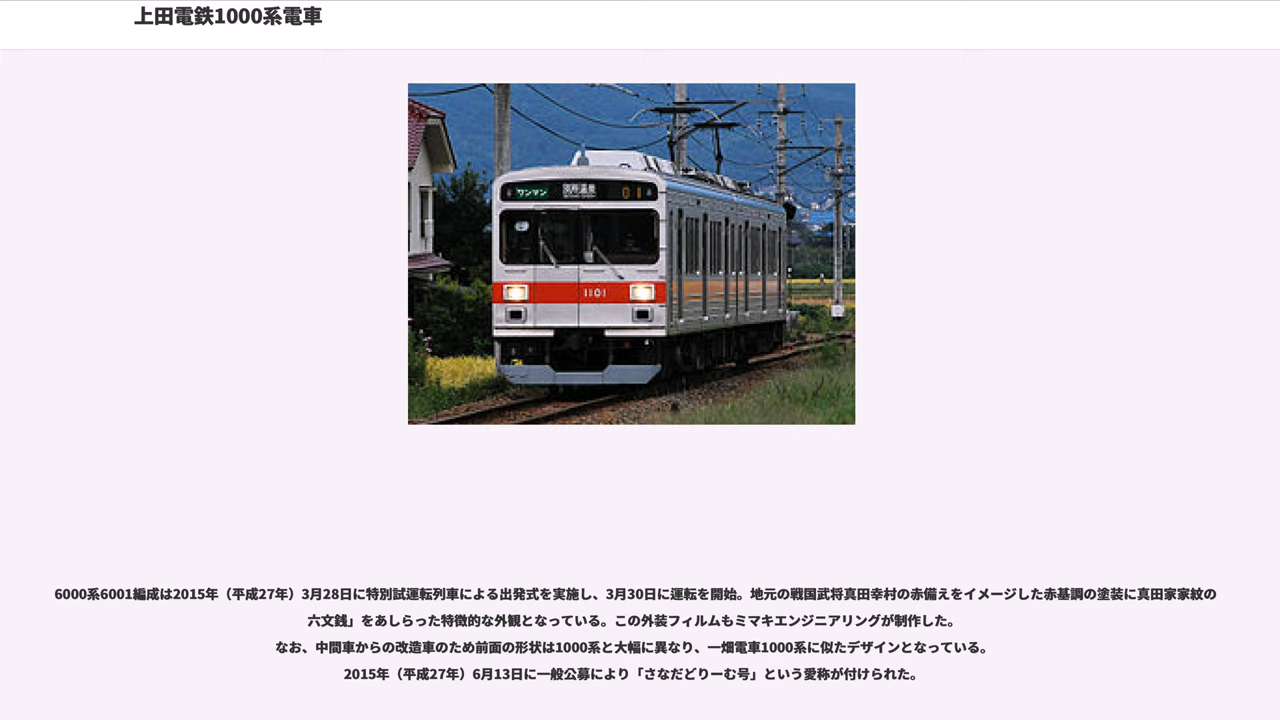 上田電鉄1000系電車
ワンマン 別所温泉
1101
6000系6001編成は2015年（平成27年）3月28日に特別試運転列車による出発式を実施し、3月30日に運転を開始。地元の戦国武将真田幸村の赤備えをイメージした赤基調の塗装に真田家家紋の
六文銭」をあしらった特徴的な外観となっている。この外装フィルムもミマキエンジニアリングが制作した。
なお、中間車からの改造車のため前面の形状は1000系と大幅に異なり、一畑電車1000系に似たデザインとなっている。
2015年（平成27年）6月13日に一般公募により「さなだどりーむ号」という愛称が付けられた。